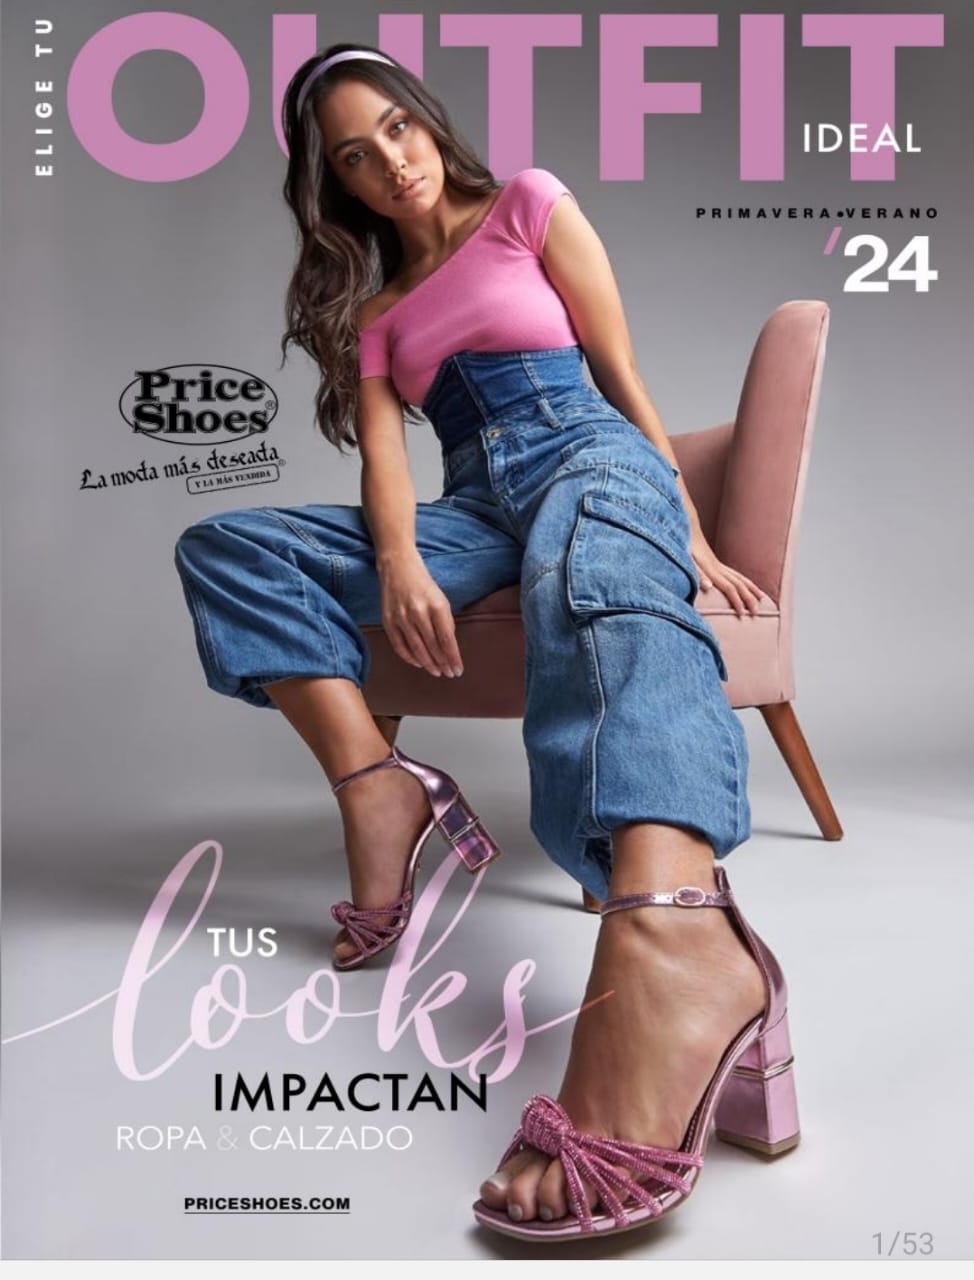 ELIGE TU
OUTFIT
IDEAL
PRIMAVERA•VERANO
'24
Price
Shoes®
La moda más deseada®
Y LA MÁS VENDIDA
TUS
looks
IMPACTAN
ROPA & CALZADO
PRICESHOES.COM
1/53